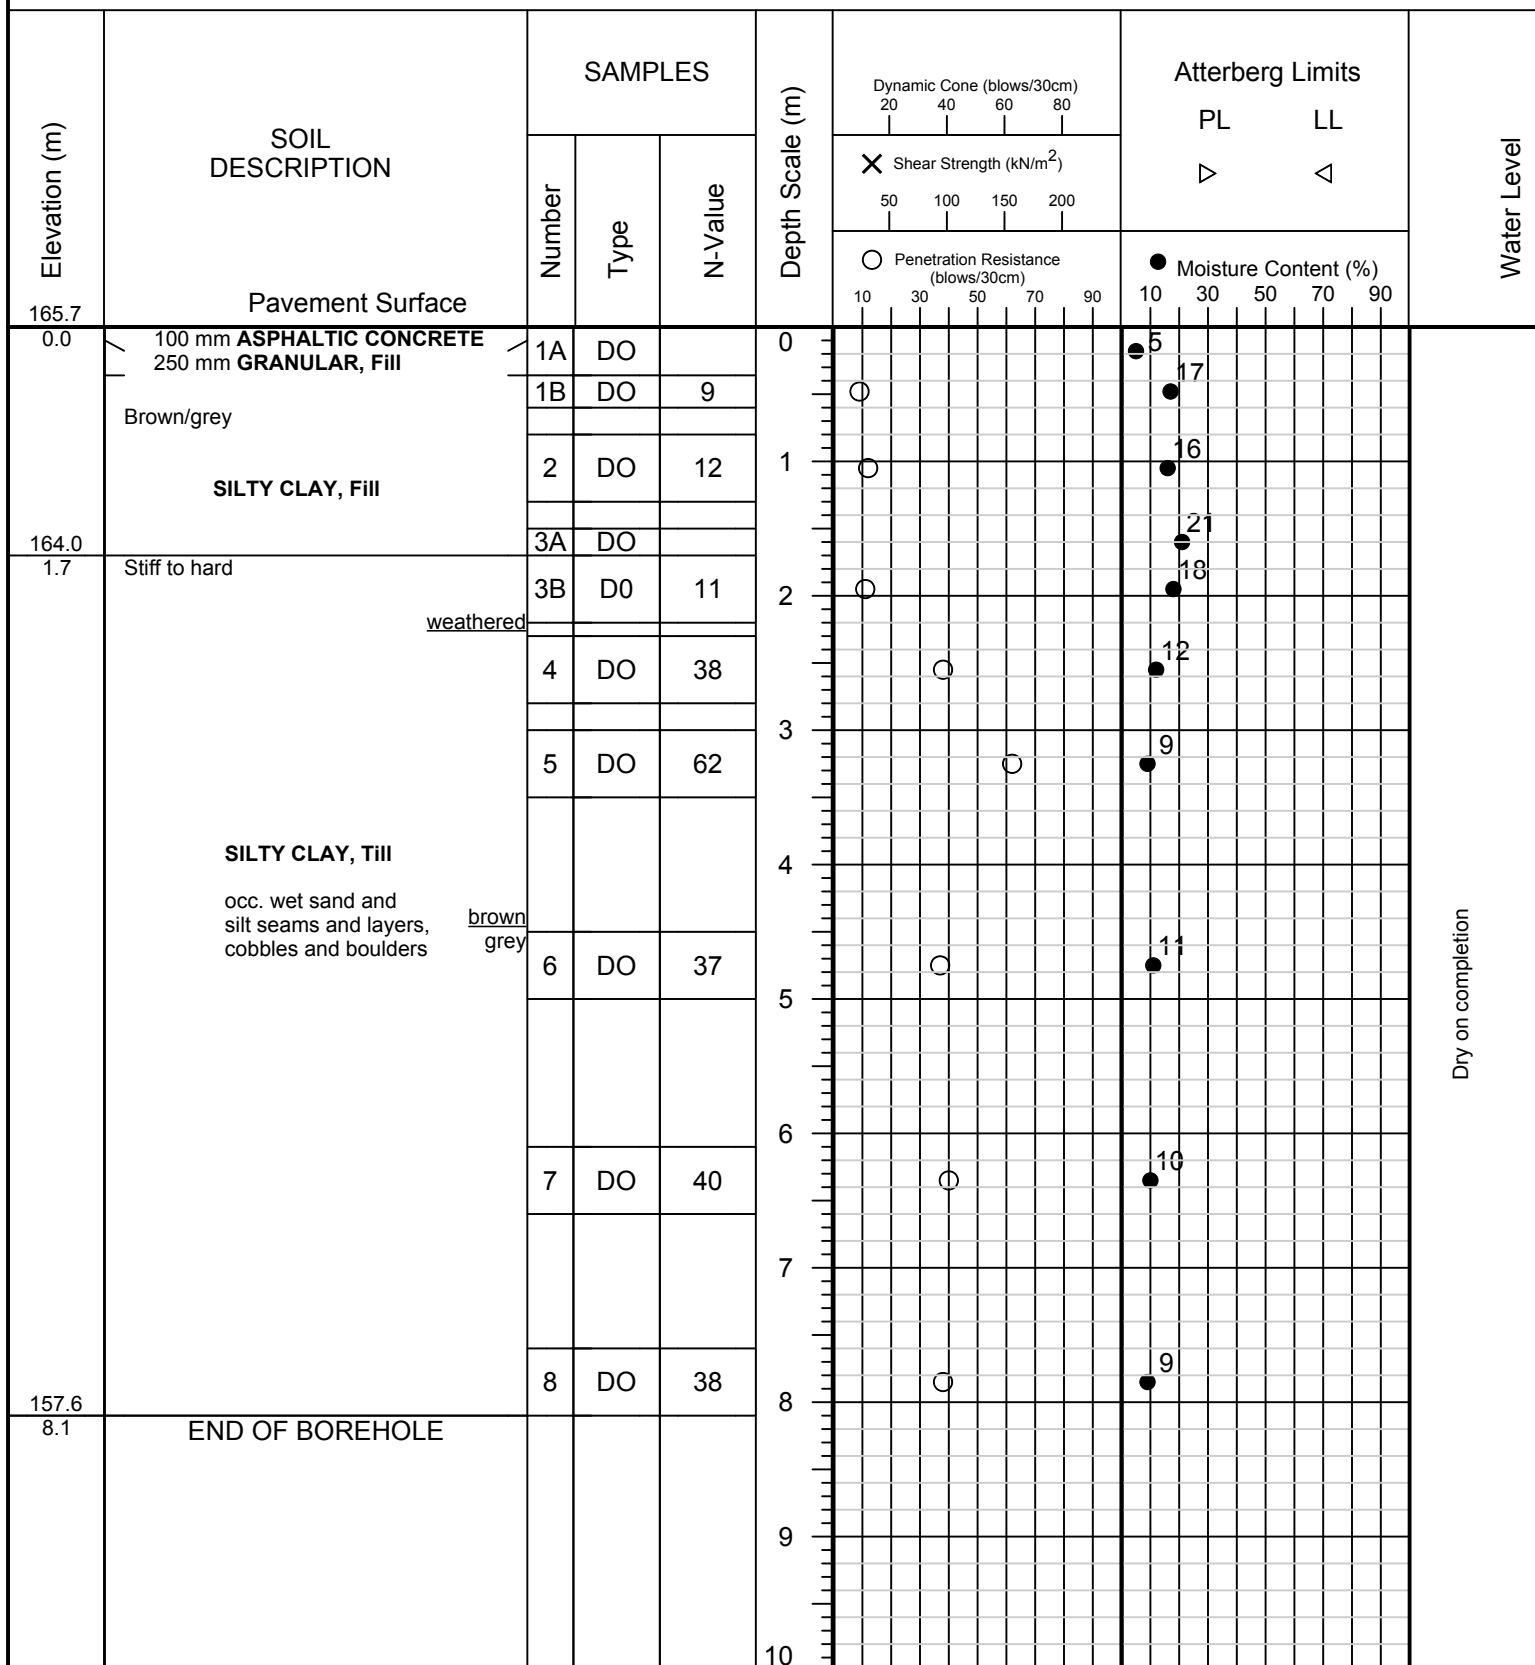 Elevation (m)
SOIL
DESCRIPTION
SAMPLES
Number
Type
N-Value
Depth Scale (m)
Dynamic Cone (blows/30cm)
20 40 60 80
Shear Strength (kN/m2)
50 100 150 200
Penetration Resistance
(blows/30cm)
10 30 50 70 90
Atterberg Limits
PL LL
Moisture Content (%)
10 30 50 70 90
Water Level
165.7
Pavement Surface
0.0
100 mm ASPHALTIC CONCRETE
250 mm GRANULAR, Fill
1A DO
0
5
1B DO 9
17
Brown/grey
2 DO 12
1
16
SILTY CLAY, Fill
164.0
3A DO
21
1.7
Stiff to hard
3B D0 11
2
18
weathered
4 DO 38
12
3
5 DO 62
9
SILTY CLAY, Till
4
occ. wet sand and
silt seams and layers,
cobbles and boulders
brown
grey
6 DO 37
11
5
Dry on completion
6
7 DO 40
10
7
8 DO 38
9
157.6
8
8.1
END OF BOREHOLE
9
10